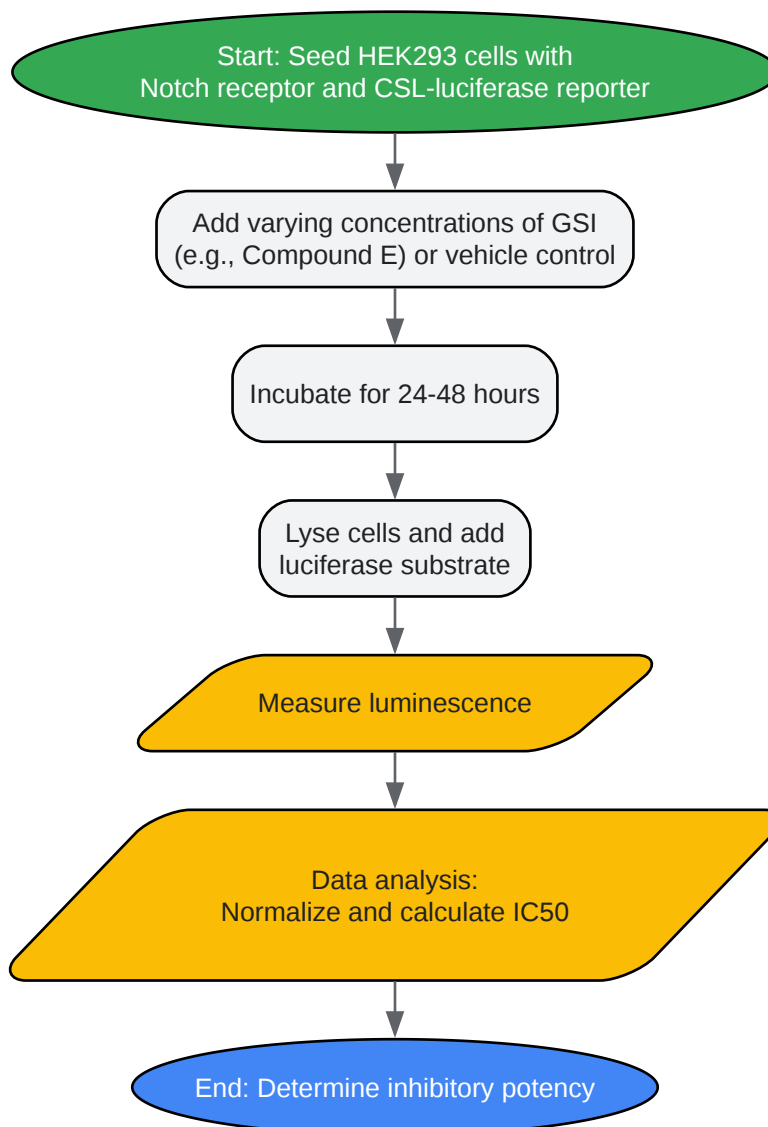 Start: Seed HEK293 cells with
Notch receptor and CSL-luciferase reporter
Add varying concentrations of GSI
(e.g., Compound E) or vehicle control
Incubate for 24-48 hours
Lyse cells and add
luciferase substrate
Measure luminescence
Data analysis:
Normalize and calculate IC50
End: Determine inhibitory potency